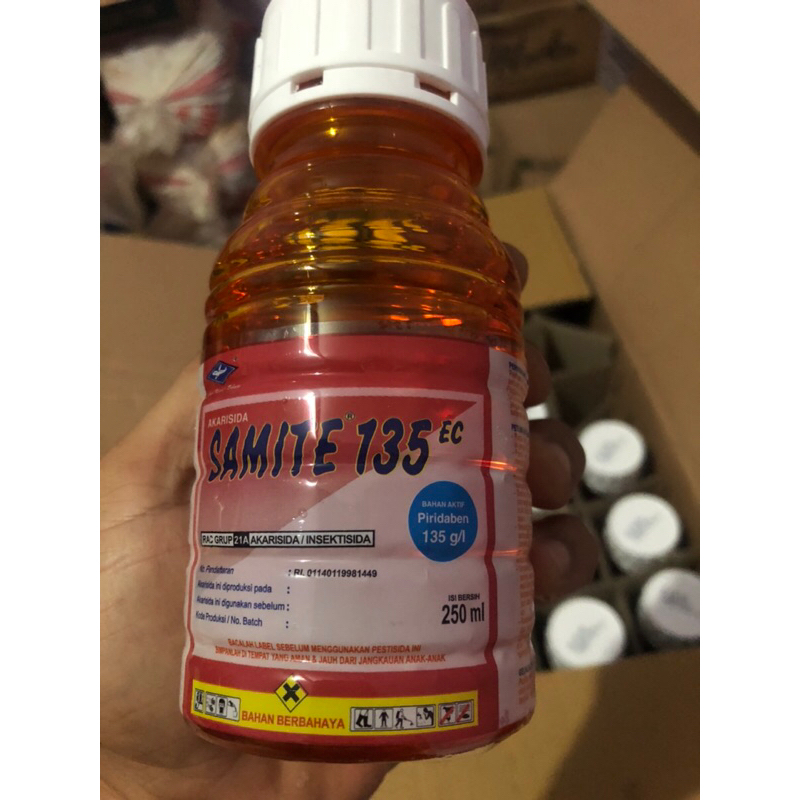 AKARISIDA
SAMITE® 135 EC
BAHAN AKTIF
Piridaben
135 g/l
RAC GRUP 21A AKARISIDA / INSEKTISIDA
No. Pendaftaran : RI. 01140119981449
Akarisida ini diproduksi pada :
Akarisida ini digunakan sebelum :
Kode Produksi / No. Batch :
ISI BERSIH
250 ml
BACALAH LABEL SEBELUM MENGGUNAKAN PESTISIDA INI
SIMPANLAH DI TEMPAT YANG AMAN & JAUH DARI JANGKAUAN ANAK-ANAK
BAHAN BERBAHAYA